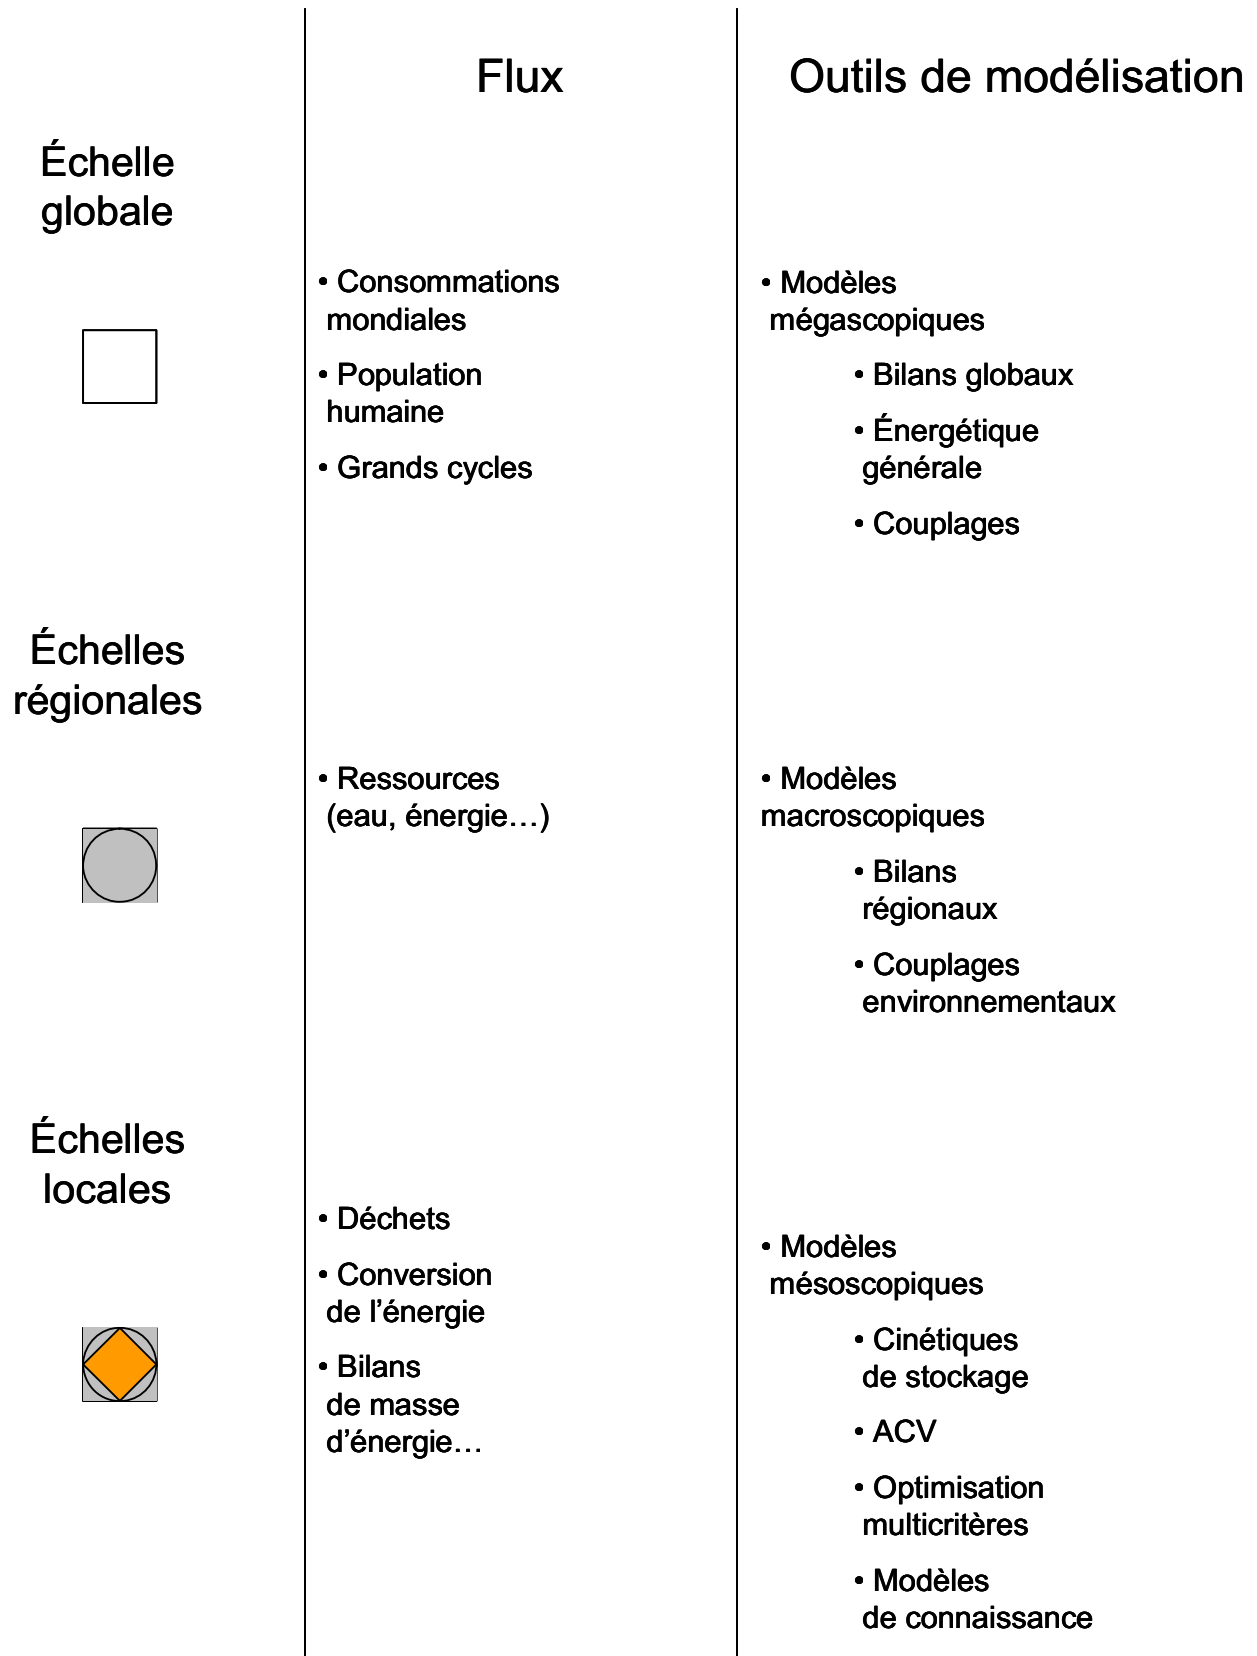 Flux
Outils de modélisation
Échelle
globale
• Consommations
mondiales
• Population
humaine
• Grands cycles
• Modèles
mégascopiques
• Bilans globaux
• Énergétique
générale
• Couplages
Échelles
régionales
• Ressources
(eau, énergie…)
• Modèles
macroscopiques
• Bilans
régionaux
• Couplages
environnementaux
Échelles
locales
• Déchets
• Conversion
de l’énergie
• Bilans
de masse
d’énergie…
• Modèles
mésoscopiques
• Cinétiques
de stockage
• ACV
• Optimisation
multicritères
• Modèles
de connaissance